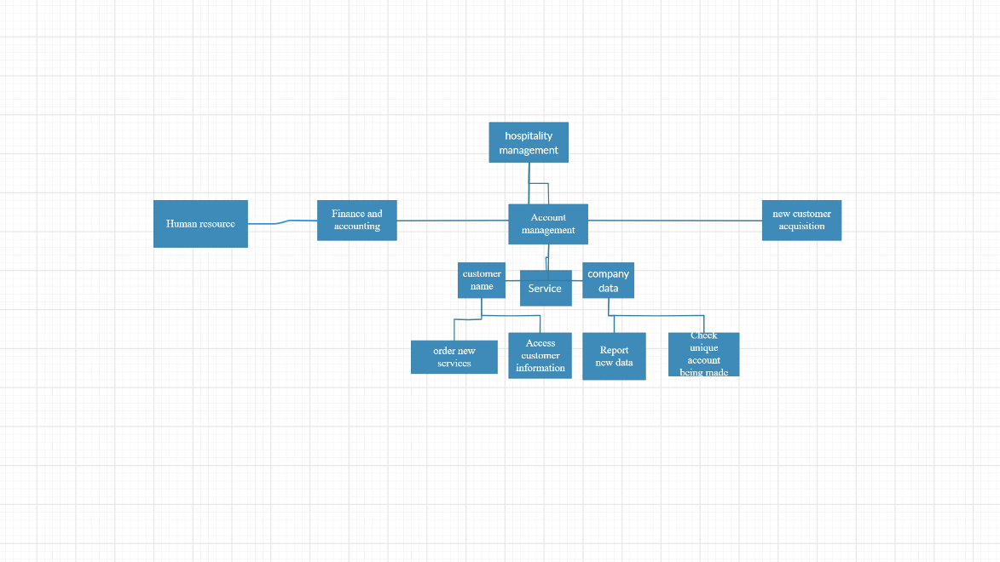 hospitality
management
Human resource
Finance and
accounting
Account
management
new customer
acquisition
customer
name
Service
company
data
order new
services
Access
customer
information
Report
new data
Check
unique
account
being made